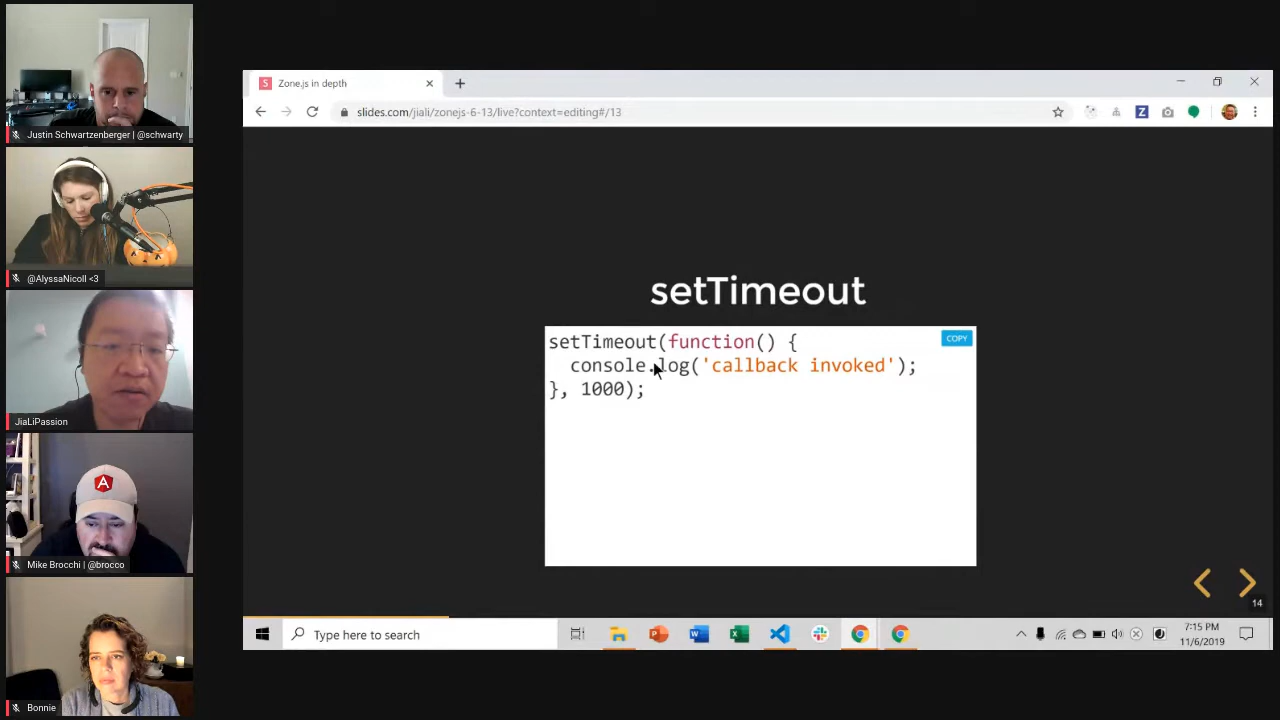 Justin Schwartzenberger | @schwarty
@AlyssaNicoll <3
JiaLiPassion
Mike Brocchi | @brocco
Bonnie
Zone.js in depth
slides.com/jiali/zonejs-6-13/live?context=editing#/13
setTimeout
COPY
setTimeout(function() {
  console.log('callback invoked');
}, 1000);
14
Type here to search
7:15 PM
11/6/2019